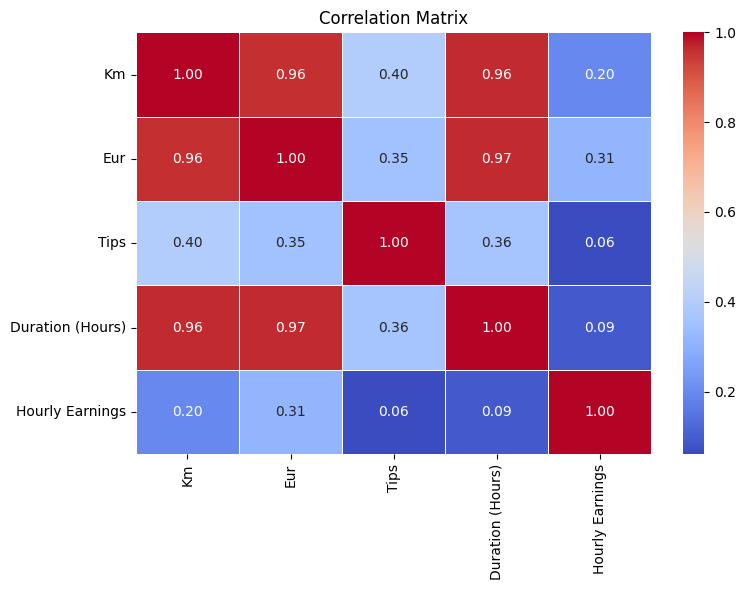 Correlation Matrix
Km 1.00 0.96 0.40 0.96 0.20
Eur 0.96 1.00 0.35 0.97 0.31
Tips 0.40 0.35 1.00 0.36 0.06
Duration (Hours) 0.96 0.97 0.36 1.00 0.09
Hourly Earnings 0.20 0.31 0.06 0.09 1.00
Km Eur Tips Duration (Hours) Hourly Earnings
1.0
0.8
0.6
0.4
0.2